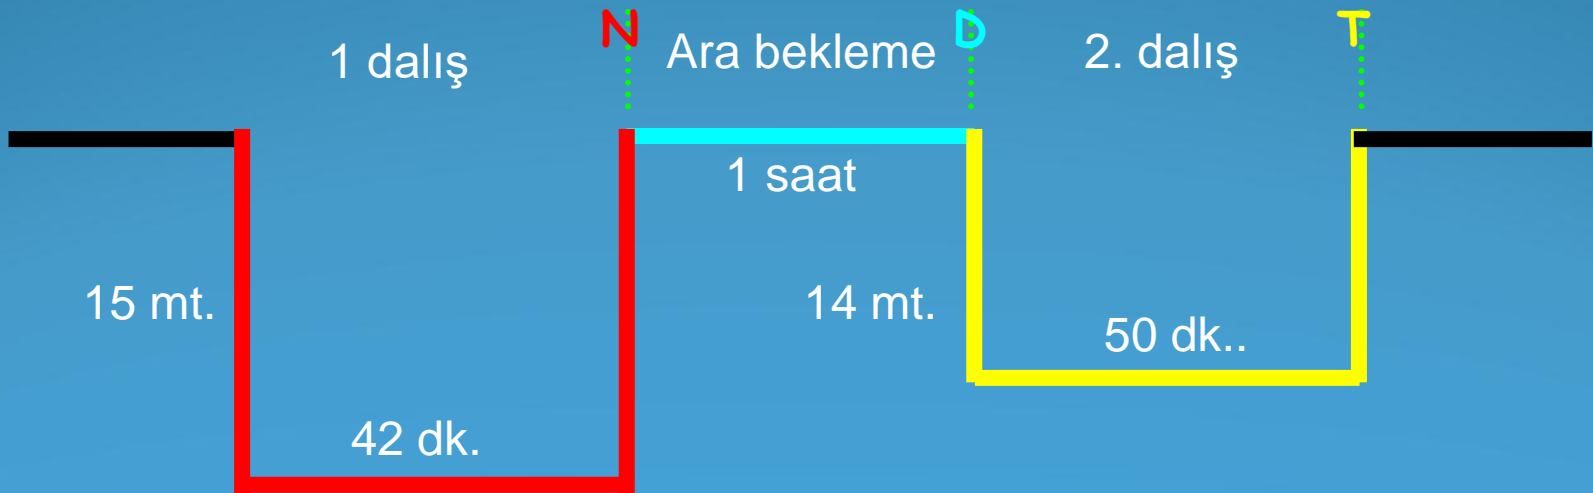 N
D
T
1 dalış
Ara bekleme
2. dalış
1 saat
15 mt.
14 mt.
50 dk..
42 dk.